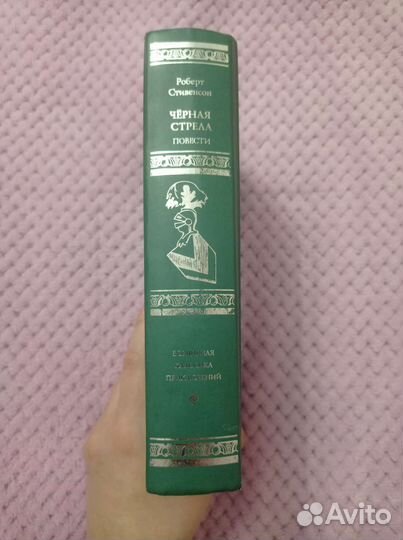 Роберт
Стивенсон
ЧЁРНАЯ
СТРЕЛА
ПОВЕСТИ
Avito